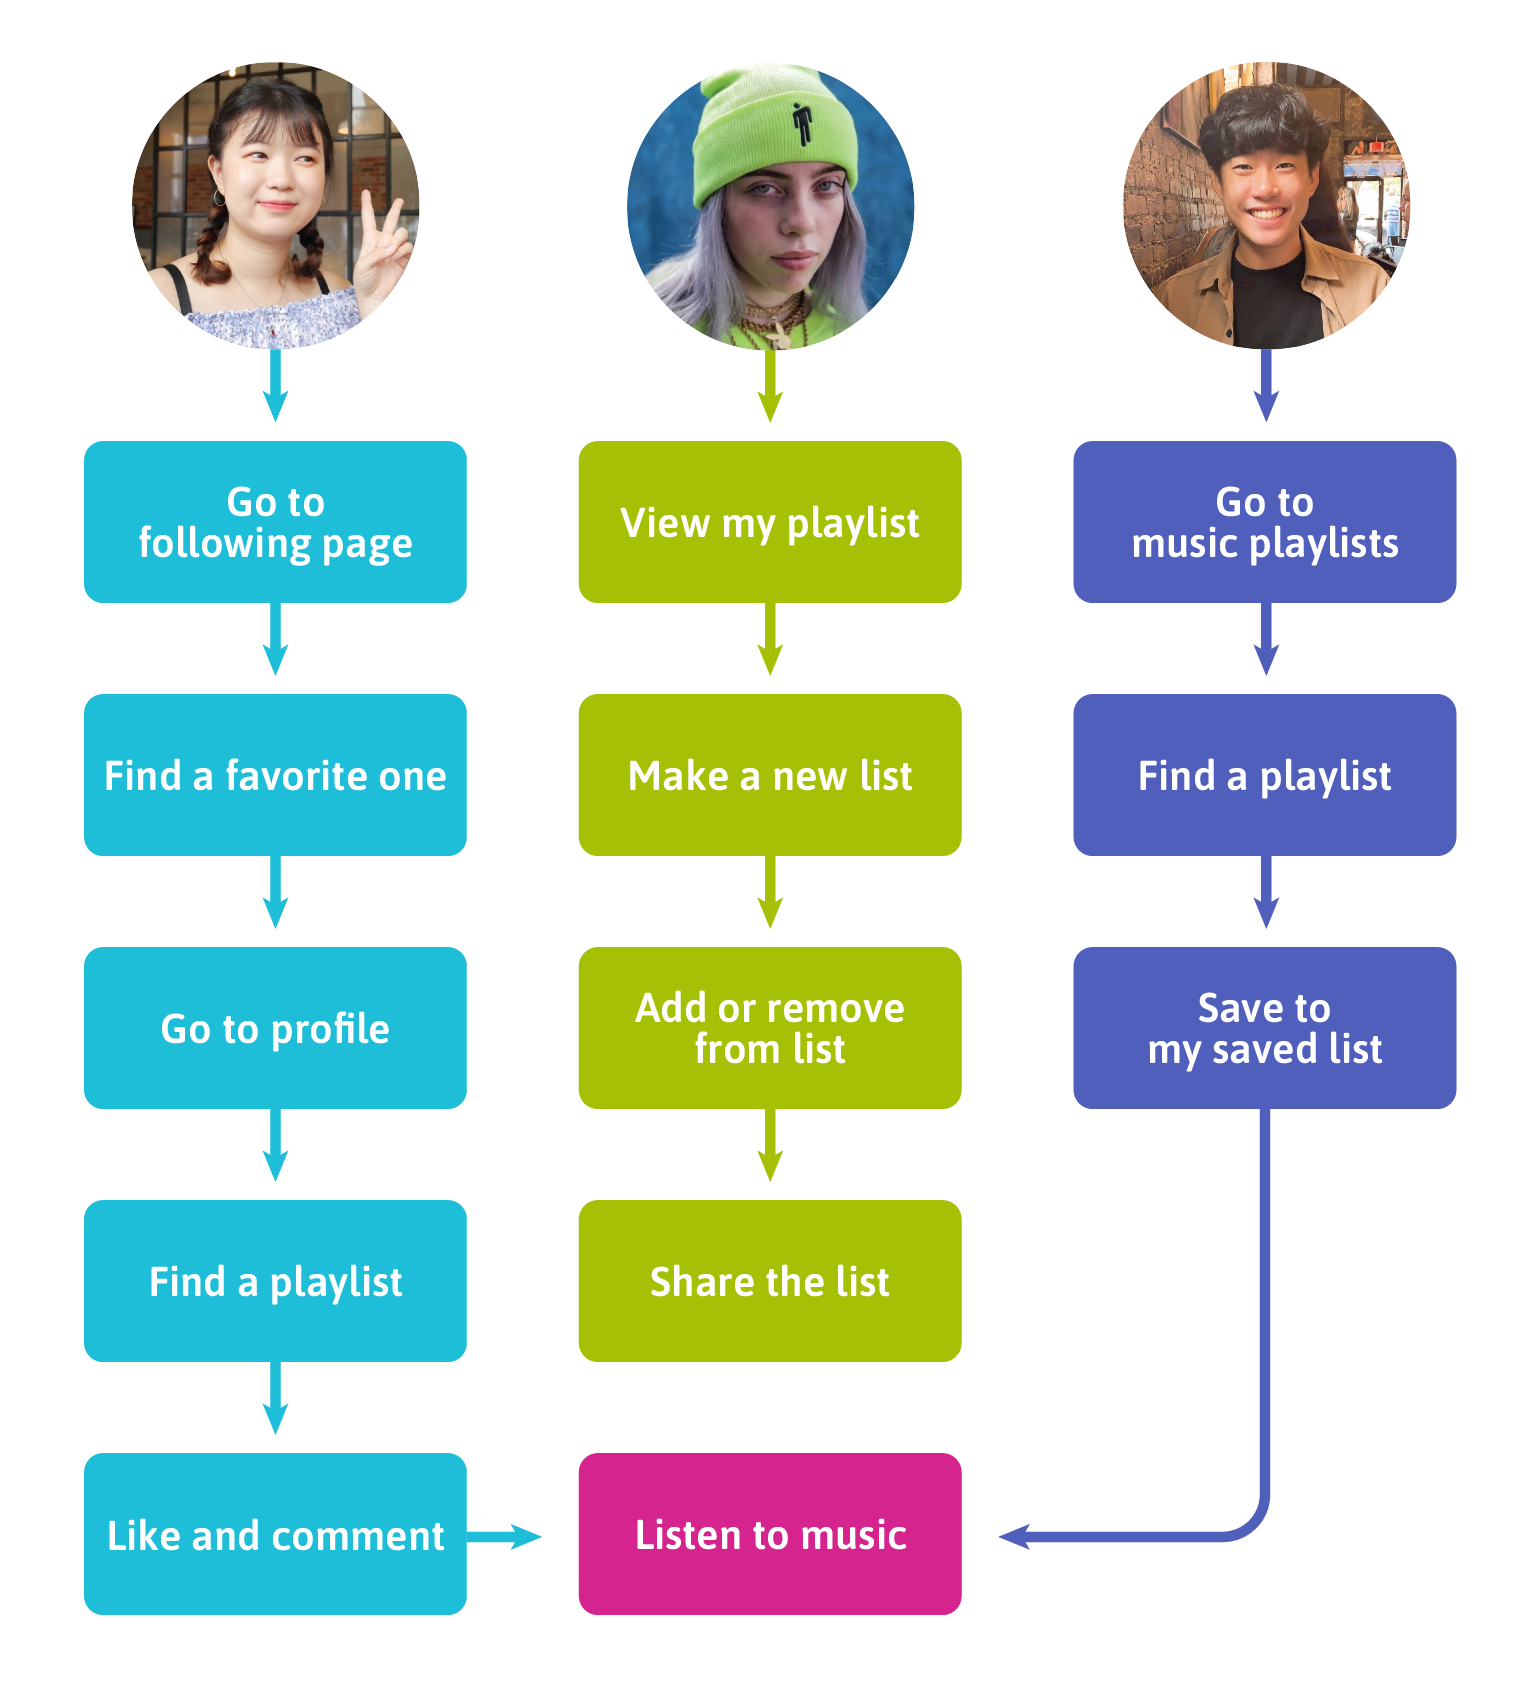 Go to
following page
Find a favorite one
Go to profile
Find a playlist
Like and comment
View my playlist
Make a new list
Add or remove
from list
Share the list
Listen to music
Go to
music playlists
Find a playlist
Save to
my saved list